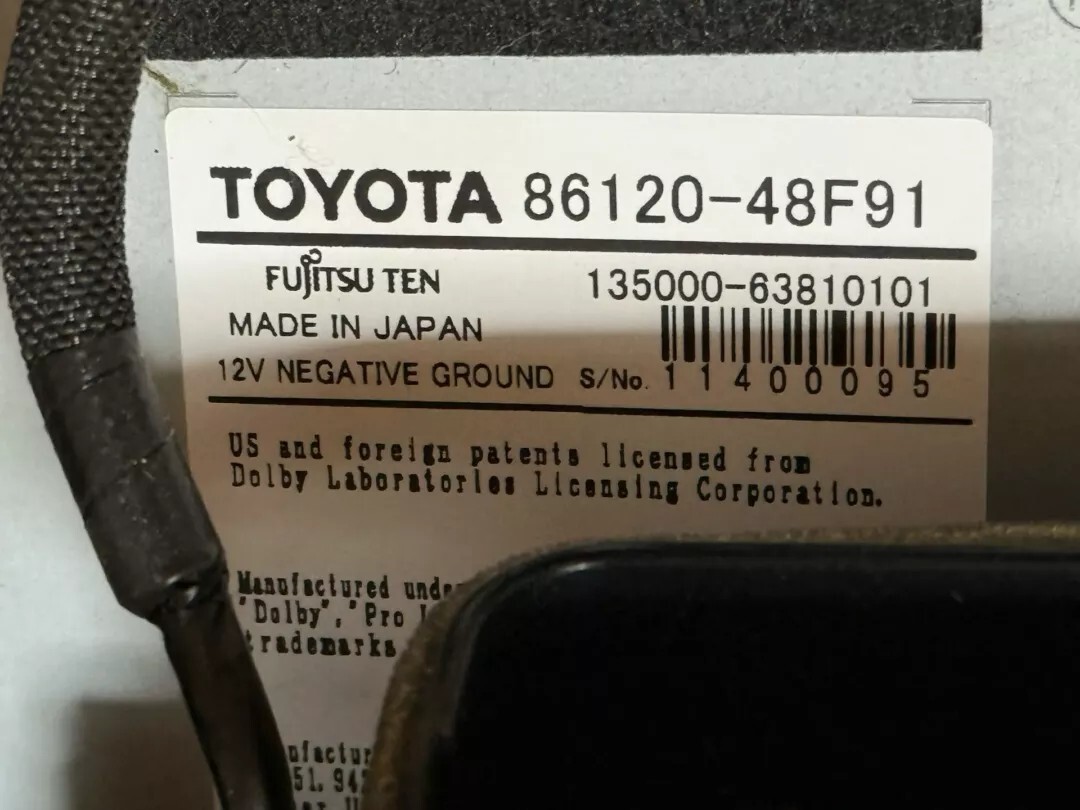 TOYOTA 86120-48F91
FUJITSU TEN 135000-63810101
MADE IN JAPAN
12V NEGATIVE GROUND S/No. 11400095
US and foreign patents licensed from
Dolby Laboratories Licensing Corporation.
Manufactured
"Dolby", "Pro
trademarks